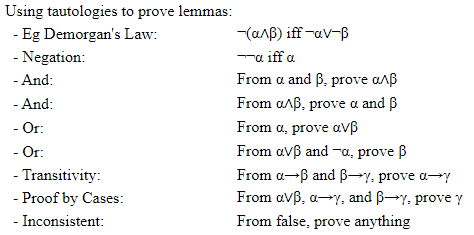 Using tautologies to prove lemmas:
- Eg Demorgan's Law: ¬(α∧β) iff ¬α∨¬β
- Negation: ¬¬α iff α
- And: From α and β, prove α∧β
- And: From α∧β, prove α and β
- Or: From α, prove α∨β
- Or: From α∨β and ¬α, prove β
- Transitivity: From α→β and β→γ, prove α→γ
- Proof by Cases: From α∨β, α→γ, and β→γ, prove γ
- Inconsistent: From false, prove anything